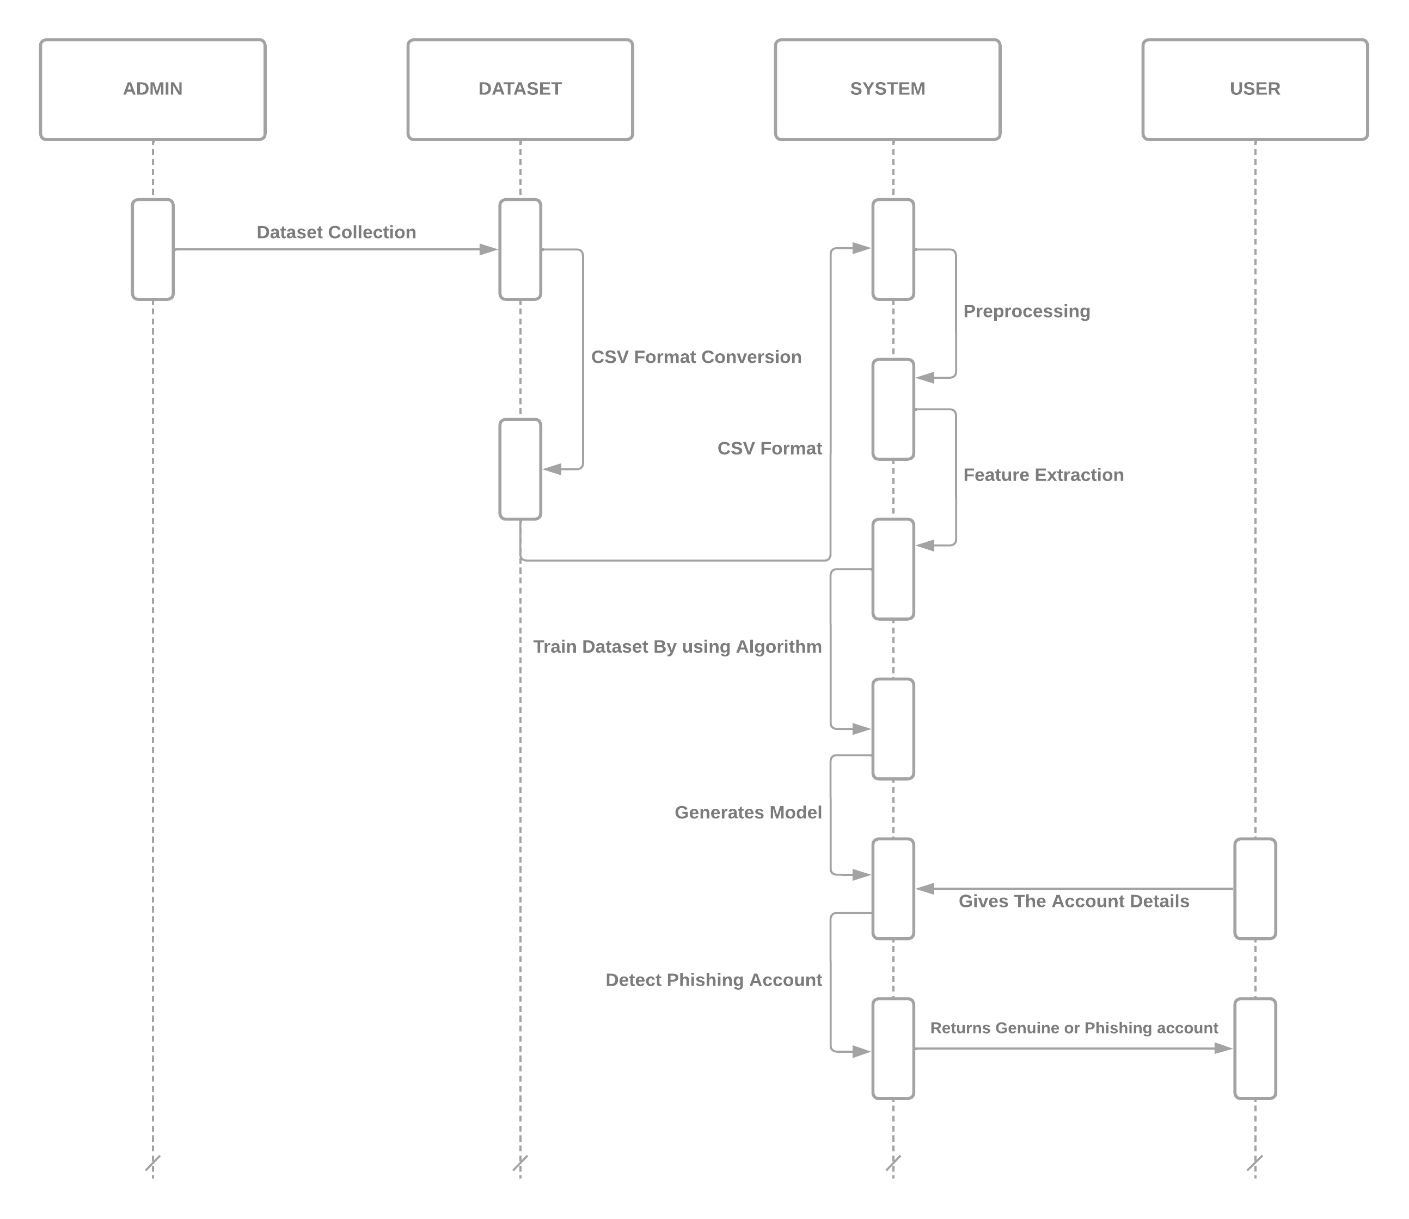 ADMIN
DATASET
SYSTEM
USER
Dataset Collection
Preprocessing
CSV Format Conversion
CSV Format
Feature Extraction
Train Dataset By using Algorithm
Generates Model
Gives The Account Details
Detect Phishing Account
Returns Genuine or Phishing account